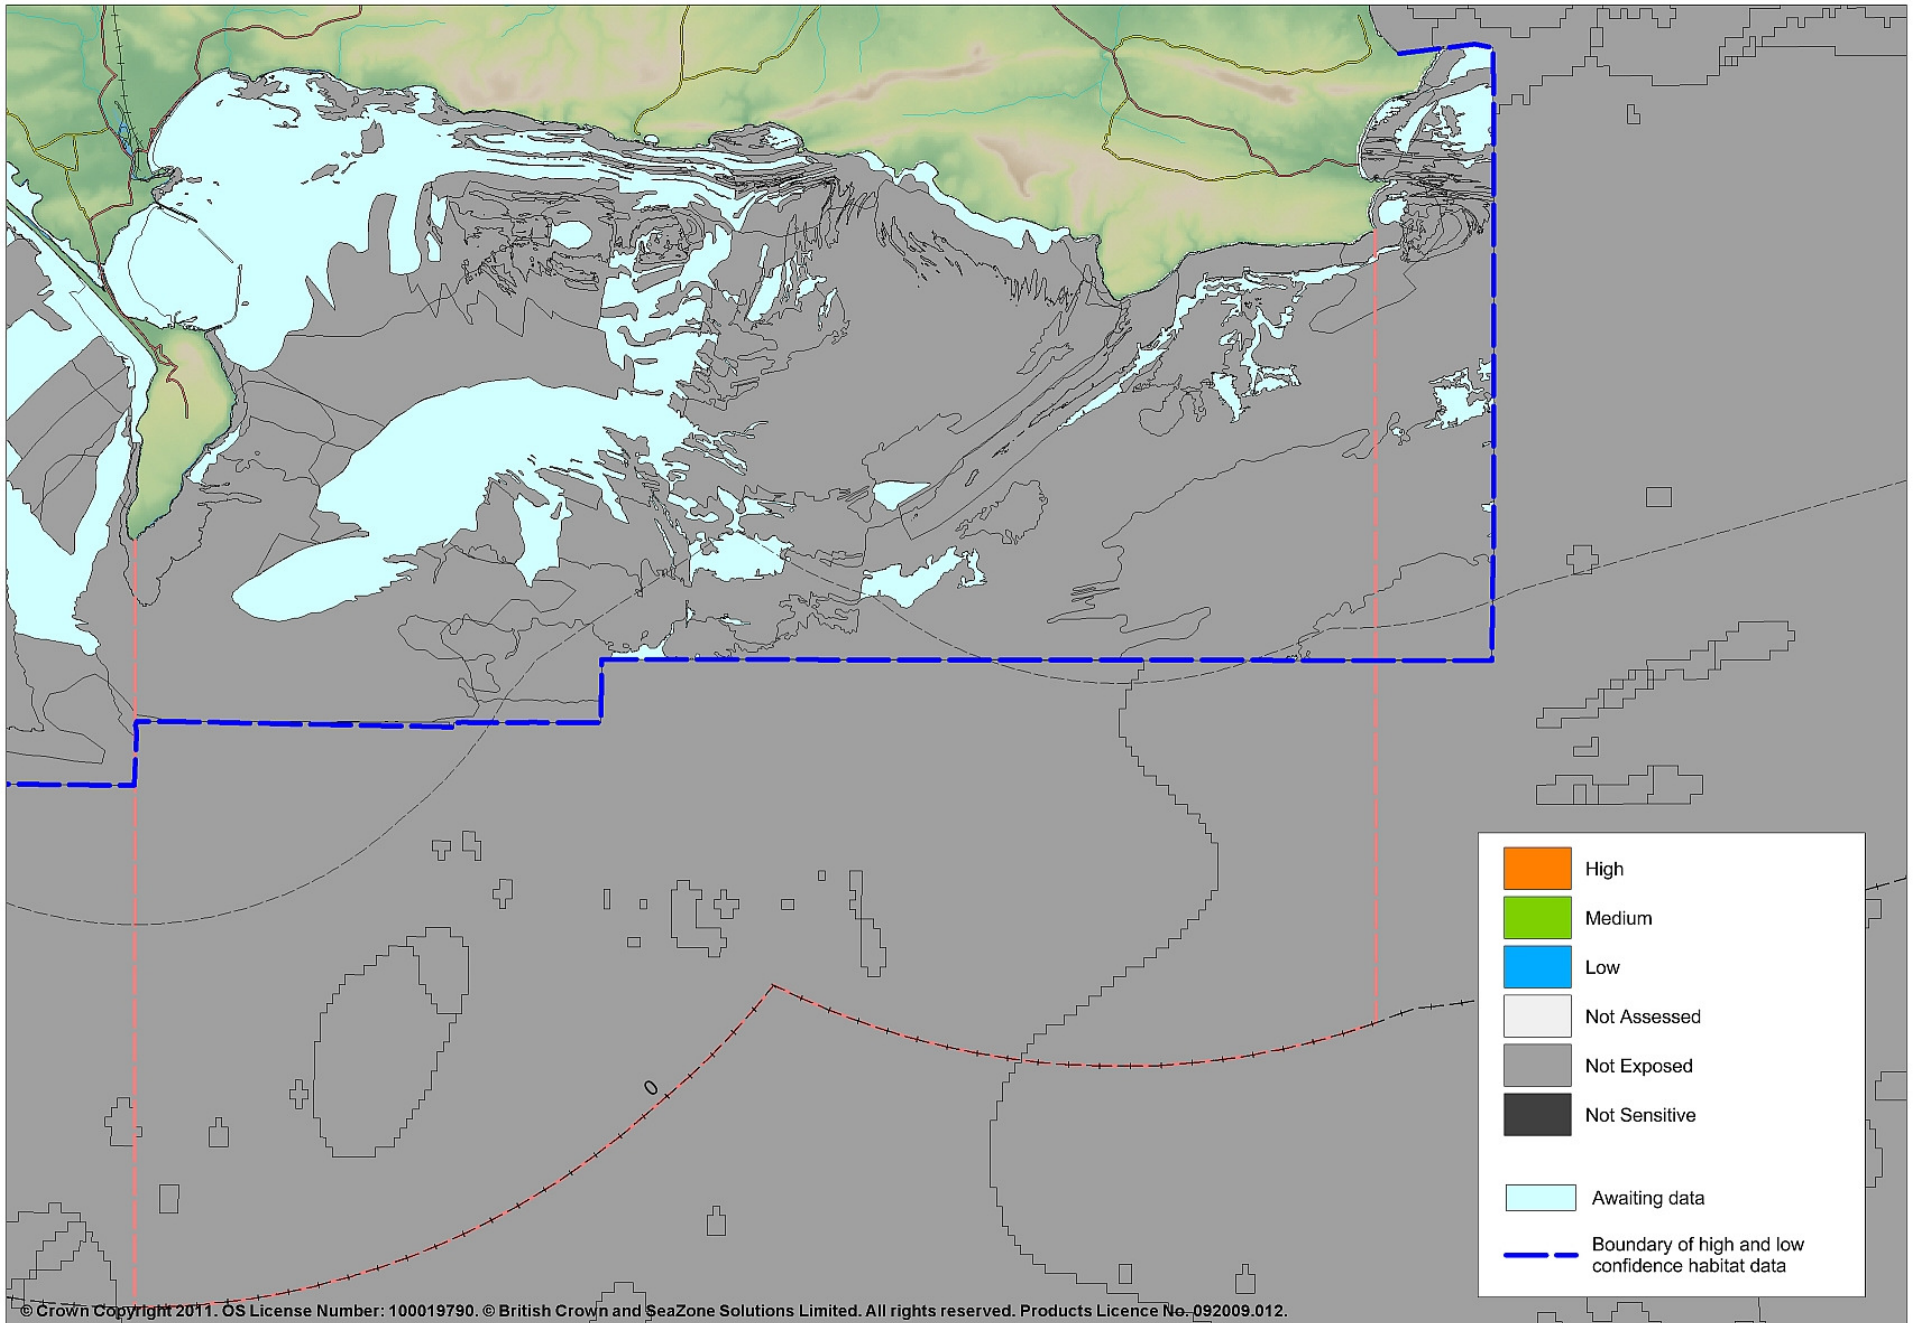 0
High
Medium
Low
Not Assessed
Not Exposed
Not Sensitive
Awaiting data
Boundary of high and low
confidence habitat data
© Crown Copyright 2011. OS License Number: 100019790. © British Crown and SeaZone Solutions Limited. All rights reserved. Products Licence No. 092009.012.